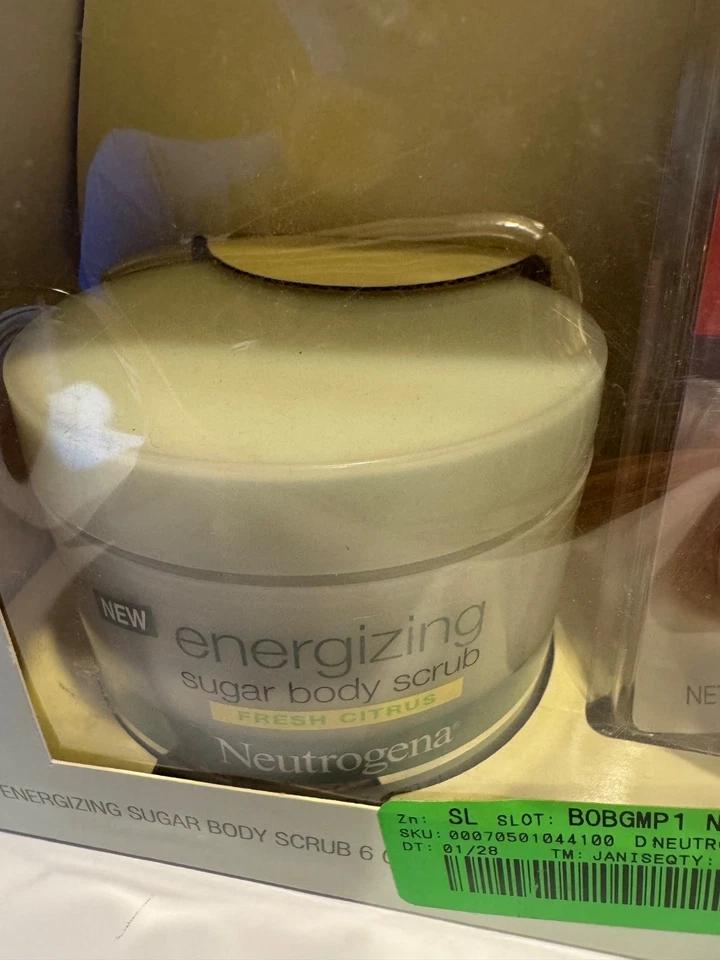 NEW
energizing
sugar body scrub
FRESH CITRUS
Neutrogena®
ENERGIZING SUGAR BODY SCRUB 6
Zn: SL SLOT: BOBGMP1
SKU: 00070501044100
DT: 01/28 TM: JANISEQTY: